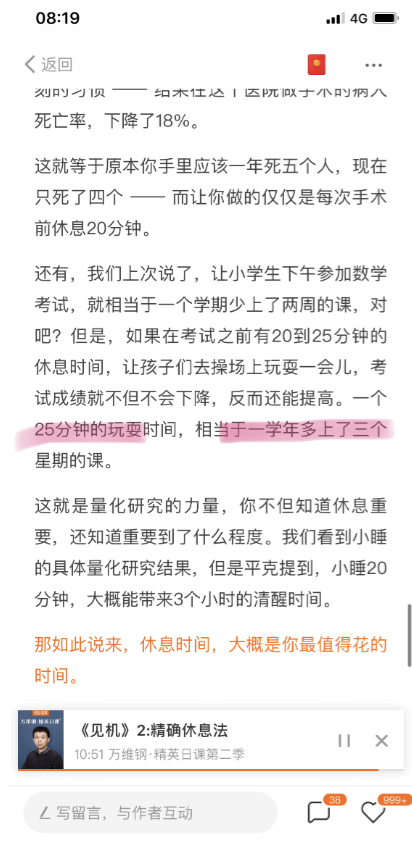 08:19
4G
返回
刻的习惯 —— 结果在这个医院做手术的病人
死亡率，下降了18%。
这就等于原本你手里应该一年死五个人，现在
只死了四个 —— 而让你做的仅仅是每次手术
前休息20分钟。
还有，我们上次说了，让小学生下午参加数学
考试，就相当于一个学期少上了两周的课，对
吧？但是，如果在考试之前有20到25分钟的
休息时间，让孩子们去操场上玩耍一会儿，考
试成绩就不但不会下降，反而还能提高。一个
25分钟的玩耍时间，相当于一学年多上了三个
星期的课。
这就是量化研究的力量，你不但知道休息重
要，还知道重要到了什么程度。我们看到小睡
的具体量化研究结果，但是平克提到，小睡20
分钟，大概能带来3个小时的清醒时间。
那如此说来，休息时间，大概是你最值得花的
时间。
万维钢·精英日课
《见机》2:精确休息法
10:51 万维钢·精英日课第二季
写留言，与作者互动
38
999+